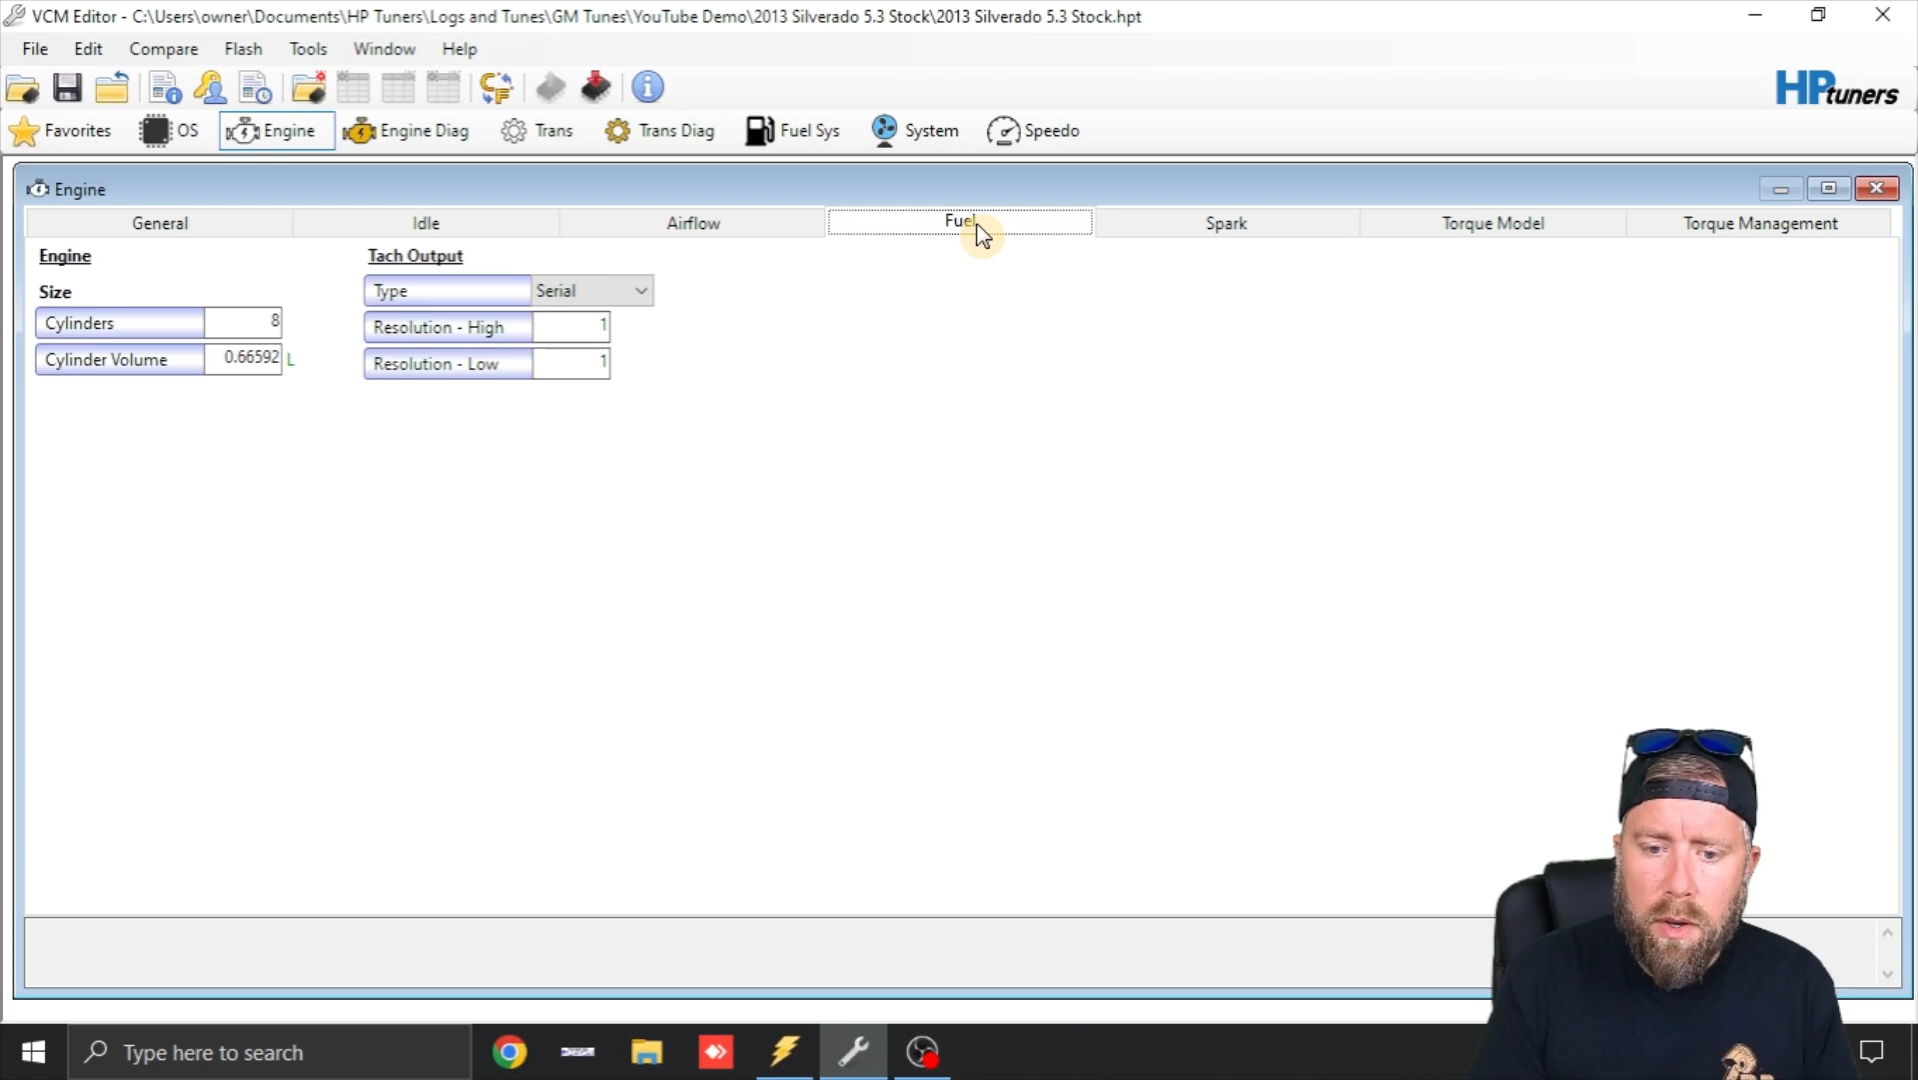 VCM Editor - C:\Users\owner\Documents\HP Tuners\Logs and Tunes\GM Tunes\YouTube Demo\2013 Silverado 5.3 Stock\2013 Silverado 5.3 Stock.hpt
File Edit Compare Flash Tools Window Help
HPtuners
Favorites OS Engine Engine Diag Trans Trans Diag Fuel Sys System Speedo
Engine
General Idle Airflow Fuel Spark Torque Model Torque Management
Engine Tach Output
Size Type Serial
Cylinders 8 Resolution - High 1
Cylinder Volume 0.66592 L Resolution - Low 1
Type here to search